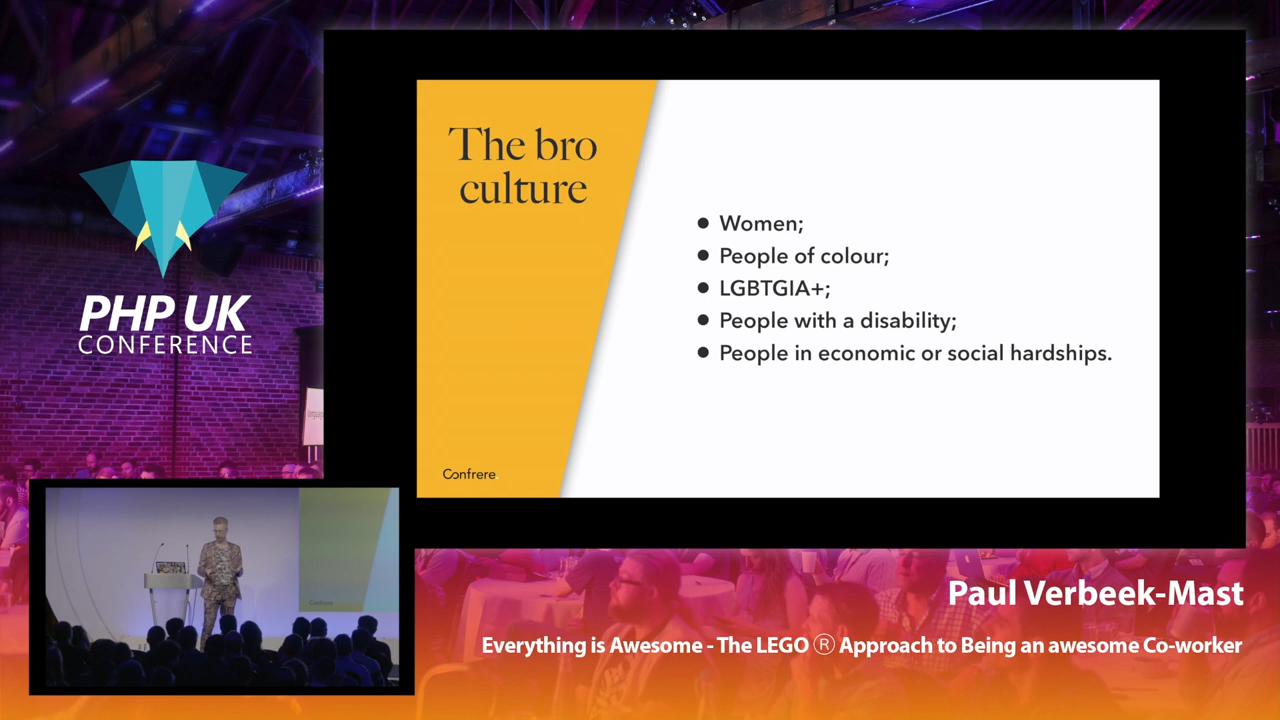 PHP UK
CONFERENCE
The bro
culture
Women;
People of colour;
LGBTGIA+;
People with a disability;
People in economic or social hardships.
Confrere
Confrere
Paul Verbeek-Mast
Everything is Awesome - The LEGO ® Approach to Being an awesome Co-worker